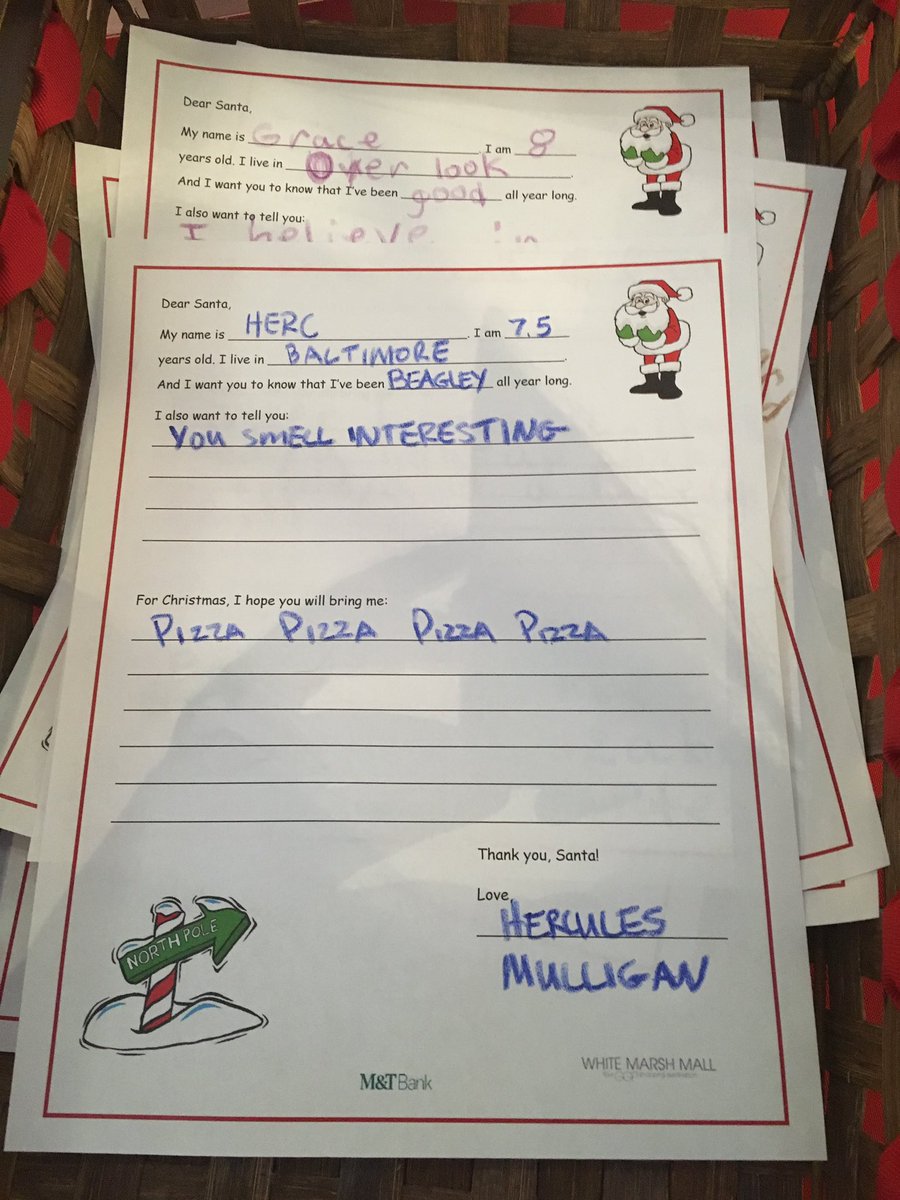 Dear Santa,
My name is Grace. I am 8
years old. I live in Over look.
And I want you to know that I've been good all year long.
I also want to tell you:
I believe in
Dear Santa,
My name is HERC. I am 7.5
years old. I live in BALTIMORE.
And I want you to know that I've been BEAGLEY all year long.
I also want to tell you:
YOU SMELL INTERESTING
For Christmas, I hope you will bring me:
PIZZA PIZZA PIZZA PIZZA
Thank you, Santa!
Love,
HERCULES
MULLIGAN
NORTH POLE
M&T Bank
WHITE MARSH MALL